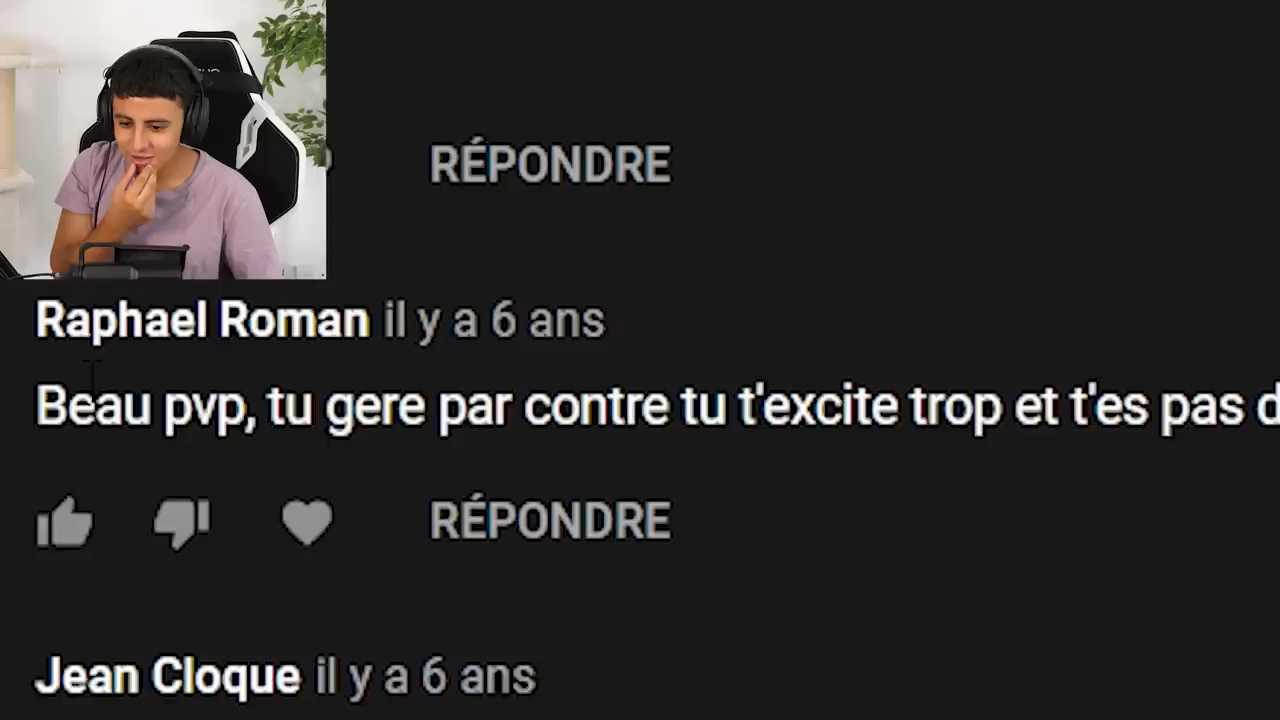 RÉPONDRE
Raphael Roman il y a 6 ans
Beau pvp, tu gere par contre tu t'excite trop et t'es pas d
RÉPONDRE
Jean Cloque il y a 6 ans